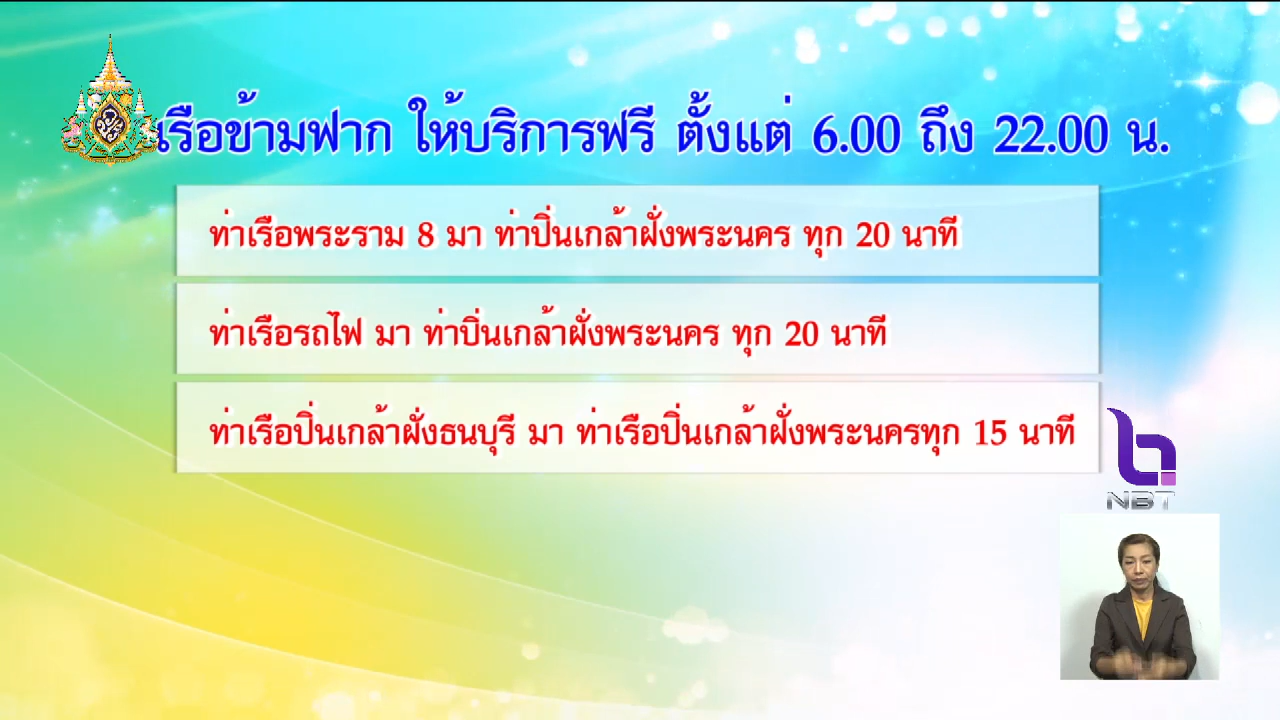 เรือข้ามฟาก ให้บริการฟรี ตั้งแต่ 6.00 ถึง 22.00 น.
ท่าเรือพระราม 8 มา ท่าปิ่นเกล้าฝั่งพระนคร ทุก 20 นาที
ท่าเรือรถไฟ มา ท่าปิ่นเกล้าฝั่งพระนคร ทุก 20 นาที
ท่าเรือปิ่นเกล้าฝั่งธนบุรี มา ท่าเรือปิ่นเกล้าฝั่งพระนครทุก 15 นาที
NBT